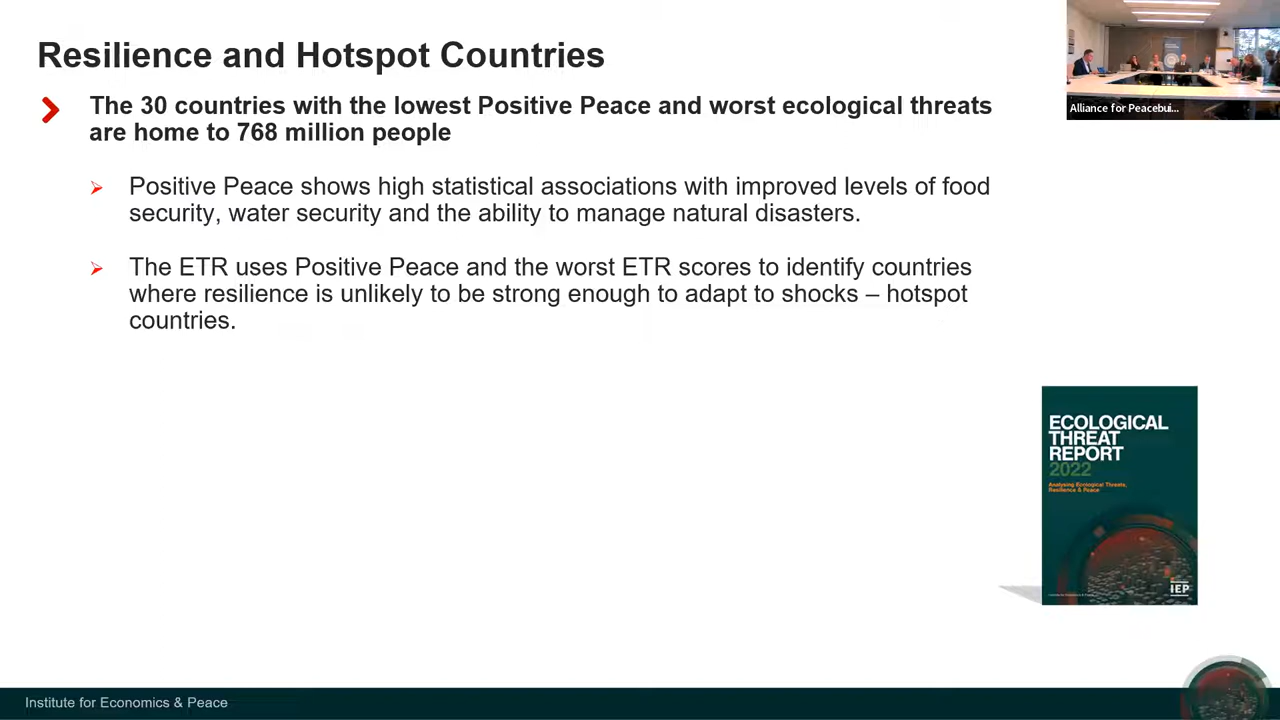 Resilience and Hotspot Countries
The 30 countries with the lowest Positive Peace and worst ecological threats
are home to 768 million people
Positive Peace shows high statistical associations with improved levels of food
security, water security and the ability to manage natural disasters.
The ETR uses Positive Peace and the worst ETR scores to identify countries
where resilience is unlikely to be strong enough to adapt to shocks – hotspot
countries.
Alliance for Peacebui...
ECOLOGICAL
THREAT
REPORT
2022
Analysing Ecological Threats,
Resilience & Peace
IEP
Institute for Economics & Peace